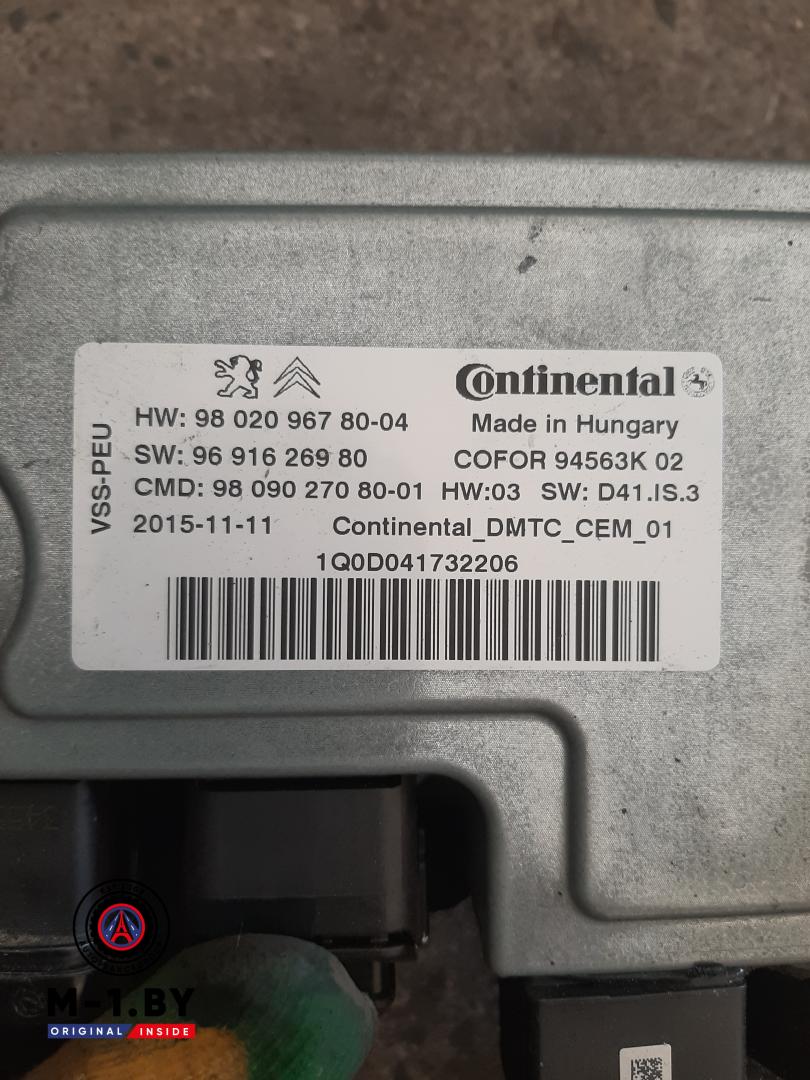 Continental
HW: 98 020 967 80-04
Made in Hungary
SW: 96 916 269 80
COFOR 94563K 02
CMD: 98 090 270 80-01 HW:03 SW: D41.IS.3
2015-11-11 Continental_DMTC_CEM_01
1Q0D041732206
VSS-PEU
M-1.BY
ORIGINAL INSIDE